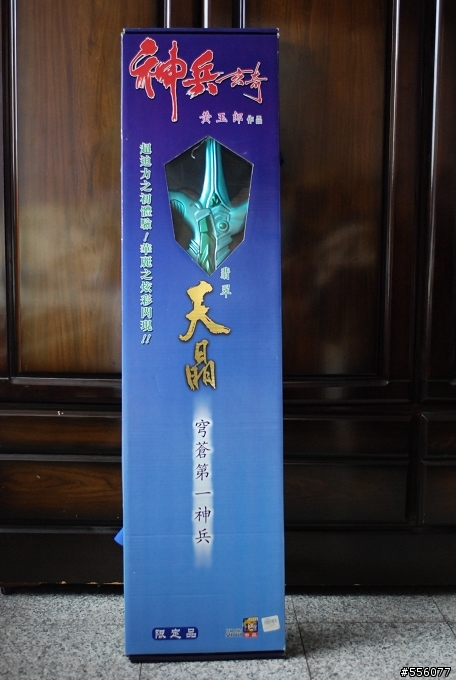 神兵玄奇
黃玉郎作品
超迫力之初體驗！華麗之炫彩閃現！！
翡翠
天晶
穹蒼第一神兵
限定品
#556077